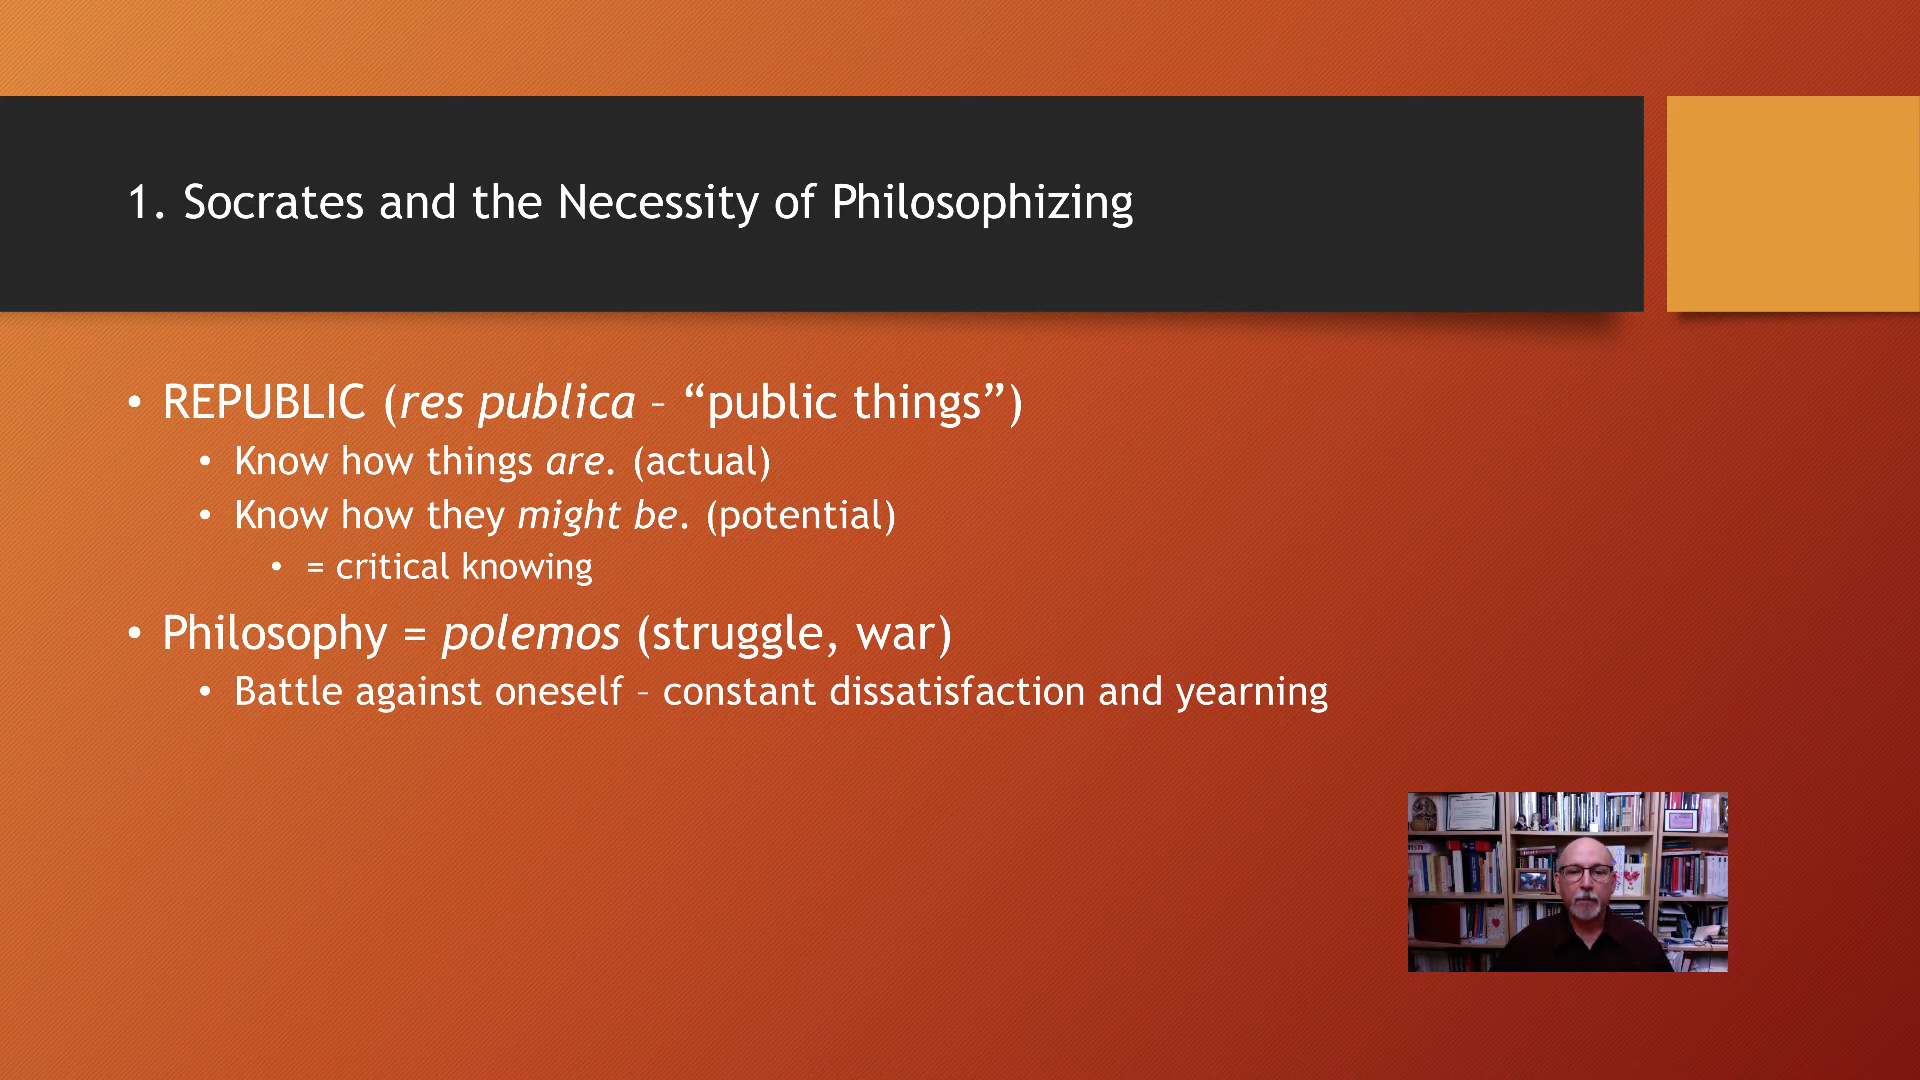 1. Socrates and the Necessity of Philosophizing
• REPUBLIC (res publica – “public things”)
• Know how things are. (actual)
• Know how they might be. (potential)
• = critical knowing
• Philosophy = polemos (struggle, war)
• Battle against oneself – constant dissatisfaction and yearning